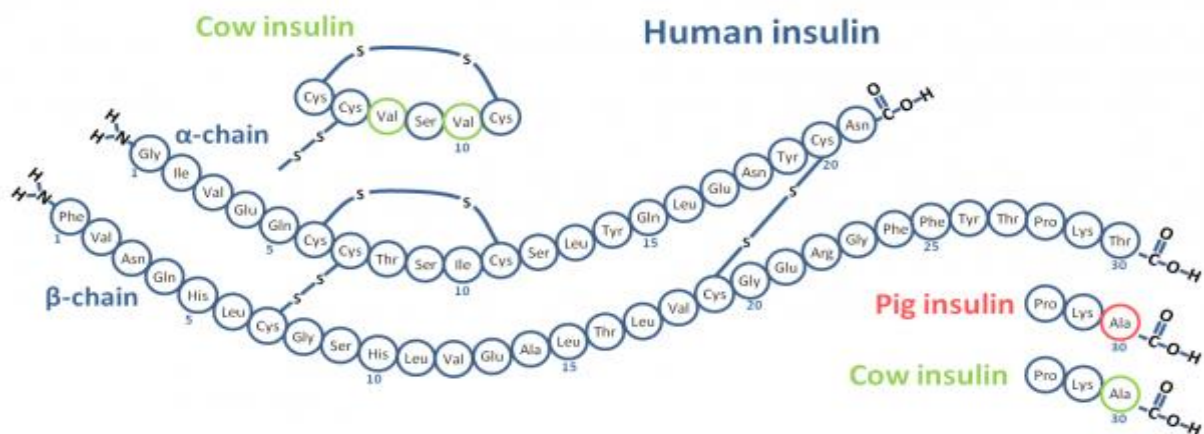 Cow insulin
Human insulin
S S
Cys Cys Val Ser Val Cys
10
S
S
α-chain
H
H N
Gly Ile Val Glu Gln Cys Cys Thr Ser Ile Cys Ser Leu Tyr Gln Leu Glu Asn Tyr Cys Asn
1 5 10 15 20
O
C O H
S S
S
S
S
S
β-chain
H
H N
Phe Val Asn Gln His Leu Cys Gly Ser His Leu Val Glu Ala Leu Thr Leu Val Cys Gly Glu Arg Gly Phe Phe Tyr Thr Pro Lys Thr
1 5 10 15 20 25 30
O
C O H
Pig insulin
Pro Lys Ala
30
O
C O H
Cow insulin
Pro Lys Ala
30
O
C O H